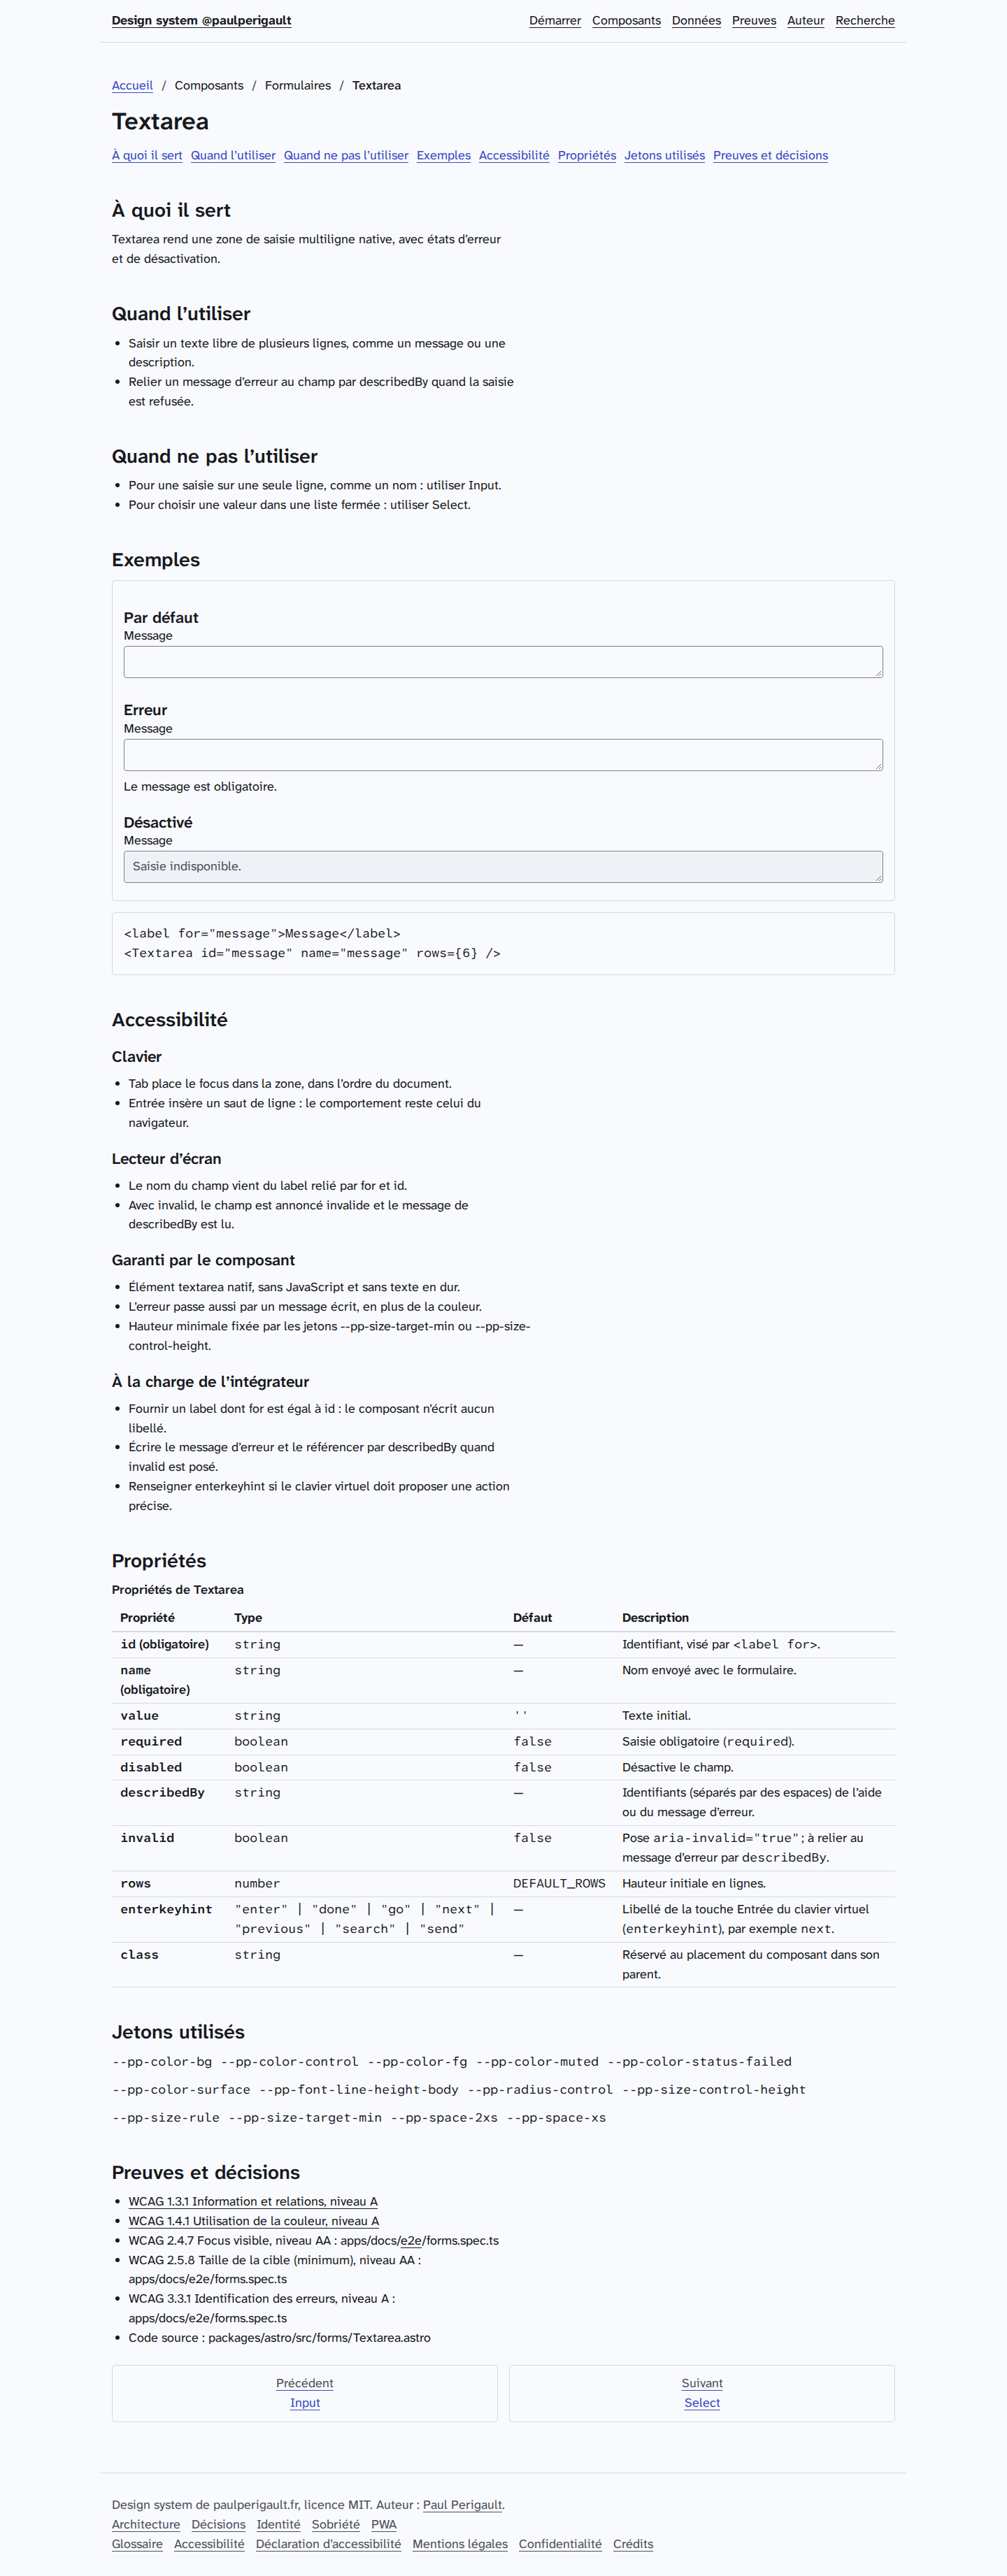 Design system @paulperigault
Démarrer Composants Données Preuves Auteur Recherche
Accueil / Composants / Formulaires / Textarea
Textarea
À quoi il sert Quand l’utiliser Quand ne pas l’utiliser Exemples Accessibilité Propriétés Jetons utilisés Preuves et décisions
À quoi il sert
Textarea rend une zone de saisie multiligne native, avec états d’erreur
et de désactivation.
Quand l’utiliser
• Saisir un texte libre de plusieurs lignes, comme un message ou une
description.
• Relier un message d’erreur au champ par describedBy quand la saisie
est refusée.
Quand ne pas l’utiliser
• Pour une saisie sur une seule ligne, comme un nom : utiliser Input.
• Pour choisir une valeur dans une liste fermée : utiliser Select.
Exemples
Par défaut
Message
Erreur
Message
Le message est obligatoire.
Désactivé
Message
Saisie indisponible.
<label for="message">Message</label>
<Textarea id="message" name="message" rows={6} />
Accessibilité
Clavier
• Tab place le focus dans la zone, dans l’ordre du document.
• Entrée insère un saut de ligne : le comportement reste celui du
navigateur.
Lecteur d’écran
• Le nom du champ vient du label relié par for et id.
• Avec invalid, le champ est annoncé invalide et le message de
describedBy est lu.
Garanti par le composant
• Élément textarea natif, sans JavaScript et sans texte en dur.
• L’erreur passe aussi par un message écrit, en plus de la couleur.
• Hauteur minimale fixée par les jetons --pp-size-target-min ou --pp-size-
control-height.
À la charge de l’intégrateur
• Fournir un label dont for est égal à id : le composant n’écrit aucun
libellé.
• Écrire le message d’erreur et le référencer par describedBy quand
invalid est posé.
• Renseigner enterkeyhint si le clavier virtuel doit proposer une action
précise.
Propriétés
Propriétés de Textarea
Propriété Type Défaut Description
id (obligatoire) string — Identifiant, visé par <label for>.
name string — Nom envoyé avec le formulaire.
(obligatoire)
value string '' Texte initial.
required boolean false Saisie obligatoire (required).
disabled boolean false Désactive le champ.
describedBy string — Identifiants (séparés par des espaces) de l’aide
ou du message d’erreur.
invalid boolean false Pose aria-invalid="true" ; à relier au
message d’erreur par describedBy.
rows number DEFAULT_ROWS Hauteur initiale en lignes.
enterkeyhint "enter" | "done" | "go" | "next" | — Libellé de la touche Entrée du clavier virtuel
"previous" | "search" | "send" (enterkeyhint), par exemple next.
class string — Réservé au placement du composant dans son
parent.
Jetons utilisés
--pp-color-bg --pp-color-control --pp-color-fg --pp-color-muted --pp-color-status-failed
--pp-color-surface --pp-font-line-height-body --pp-radius-control --pp-size-control-height
--pp-size-rule --pp-size-target-min --pp-space-2xs --pp-space-xs
Preuves et décisions
• WCAG 1.3.1 Information et relations, niveau A
• WCAG 1.4.1 Utilisation de la couleur, niveau A
• WCAG 2.4.7 Focus visible, niveau AA : apps/docs/e2e/forms.spec.ts
• WCAG 2.5.8 Taille de la cible (minimum), niveau AA :
apps/docs/e2e/forms.spec.ts
• WCAG 3.3.1 Identification des erreurs, niveau A :
apps/docs/e2e/forms.spec.ts
• Code source : packages/astro/src/forms/Textarea.astro
Précédent Suivant
Input Select
Design system de paulperigault.fr, licence MIT. Auteur : Paul Perigault.
Architecture Décisions Identité Sobriété PWA
Glossaire Accessibilité Déclaration d’accessibilité Mentions légales Confidentialité Crédits